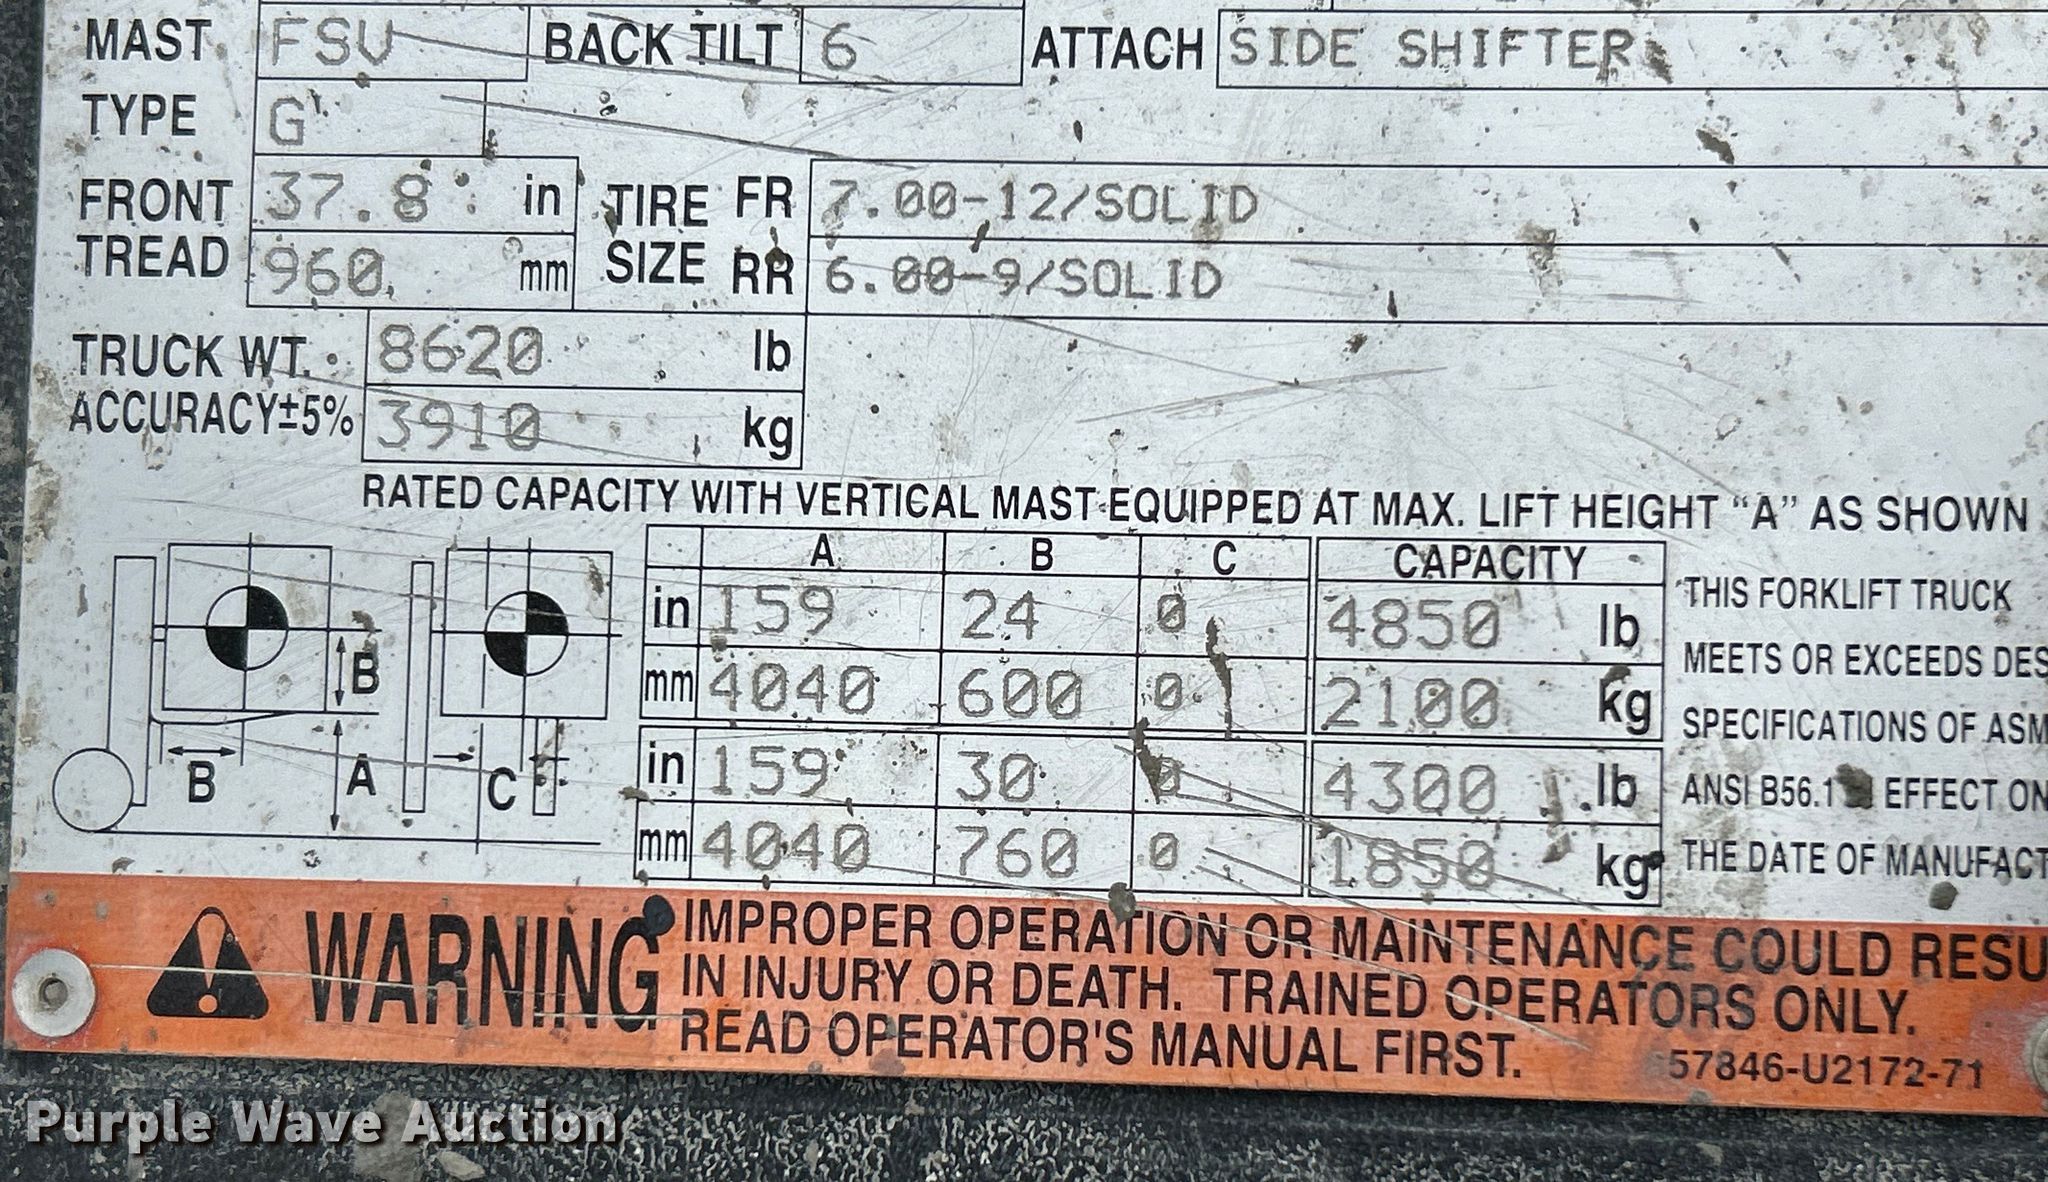 MAST FSV BACK TILT 6 ATTACH SIDE SHIFTER
TYPE G
FRONT 37.8 in TIRE FR 7.00-12/SOLID
TREAD 960 mm SIZE RR 6.00-9/SOLID
TRUCK WT. 8620 lb
ACCURACY±5% 3910 kg
RATED CAPACITY WITH VERTICAL MAST EQUIPPED AT MAX. LIFT HEIGHT "A" AS SHOWN
A B C CAPACITY
in 159 24 0 4850 lb
mm 4040 600 0 2100 kg
in 159 30 0 4300 lb
mm 4040 760 0 1850 kg
B
B A C
THIS FORKLIFT TRUCK
MEETS OR EXCEEDS DES
SPECIFICATIONS OF ASM
ANSI B56.1 EFFECT ON
THE DATE OF MANUFACT
WARNING
IMPROPER OPERATION OR MAINTENANCE COULD RESU
IN INJURY OR DEATH. TRAINED OPERATORS ONLY.
READ OPERATOR'S MANUAL FIRST.
57846-U2172-71
Purple Wave Auction